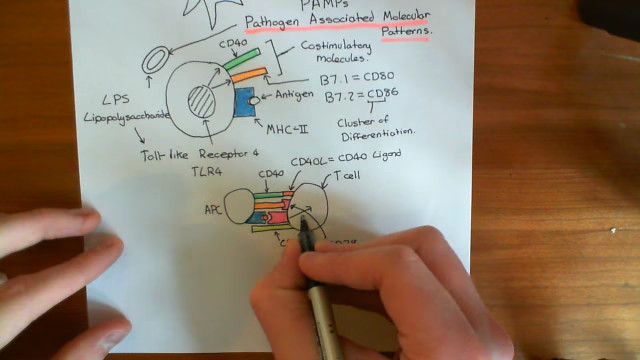 PAMPs
Pathogen Associated Molecular
Patterns.
CD40
Costimulatory
molecules.
B7.1 = CD80
B7.2 = CD86
Antigen
LPS
Lipopolysaccharide
MHC-II
Cluster of
Differentiation.
Toll-like Receptor 4
TLR4
CD40L = CD40 Ligand
CD40
T cell
APC